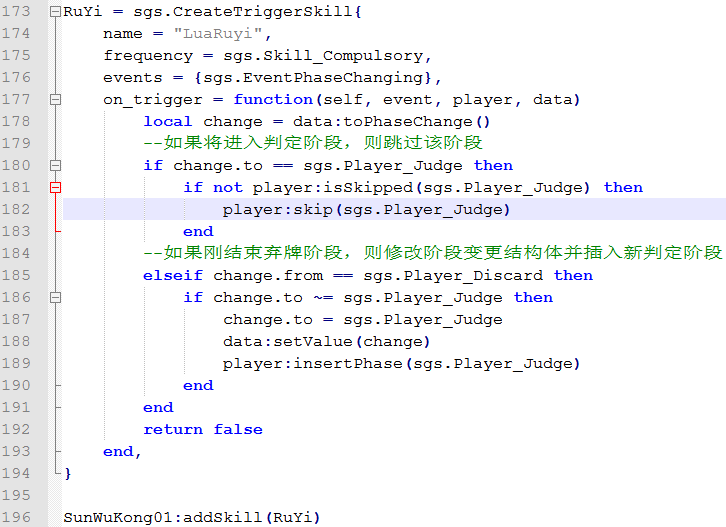 173 RuYi = sgs.CreateTriggerSkill{
174 name = "LuaRuyi",
175 frequency = sgs.Skill_Compulsory,
176 events = {sgs.EventPhaseChanging},
177 on_trigger = function(self, event, player, data)
178 local change = data:toPhaseChange()
179 --如果将进入判定阶段，则跳过该阶段
180 if change.to == sgs.Player_Judge then
181 if not player:isSkipped(sgs.Player_Judge) then
182 player:skip(sgs.Player_Judge)
183 end
184 --如果刚结束弃牌阶段，则修改阶段变更结构体并插入新判定阶段
185 elseif change.from == sgs.Player_Discard then
186 if change.to ~= sgs.Player_Judge then
187 change.to = sgs.Player_Judge
188 data:setValue(change)
189 player:insertPhase(sgs.Player_Judge)
190 end
191 end
192 return false
193 end,
194 }
195
196 SunWuKong01:addSkill(RuYi)